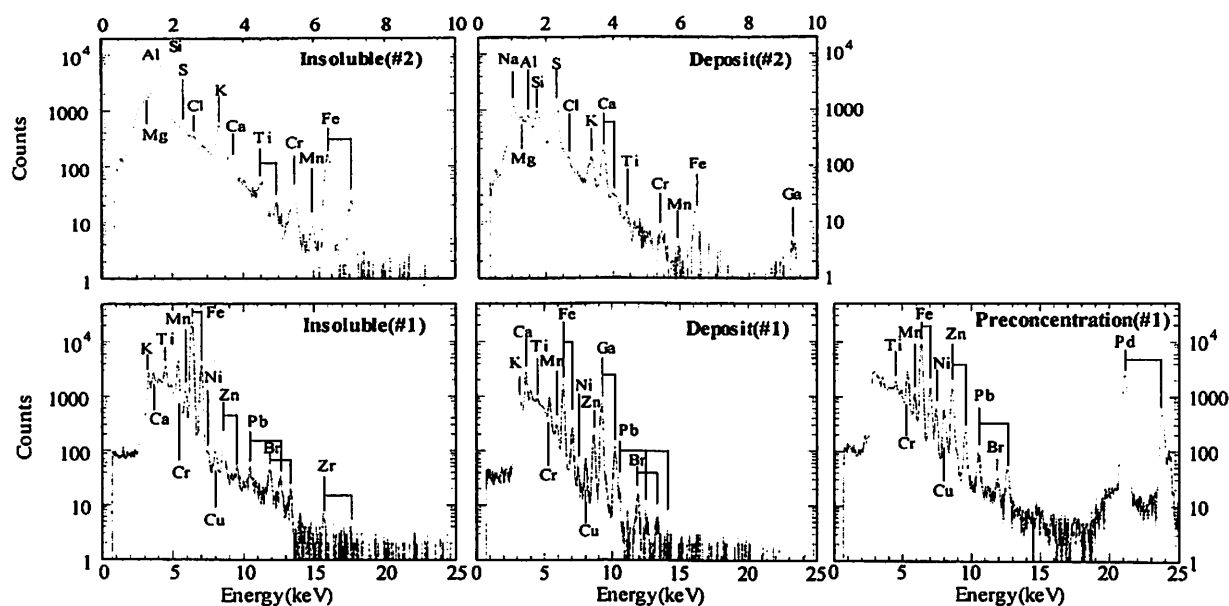 0 2 4 6 8 10
0 2 4 6 8 10
Counts
10⁴
1000
100
10
1
Insoluble(#2)
Al
Si
S
Cl
K
Mg
Ca
Ti
Cr
Mn
Fe
Deposit(#2)
Na
Al
Si
S
Cl
K
Ca
Mg
Ti
Cr
Mn
Fe
Ga
10⁴
1000
100
10
1
Counts
10⁴
1000
100
10
1
Insoluble(#1)
K
Ti
Mn
Fe
Ni
Zn
Pb
Br
Zr
Ca
Cr
Cu
0 5 10 15 20 25
Energy(keV)
Deposit(#1)
Ca
K
Ti
Fe
Mn
Ni
Zn
Ga
Pb
Br
Cr
Cu
0 5 10 15 20 25
Energy(keV)
Preconcentration(#1)
Ti
Mn
Fe
Ni
Zn
Pb
Br
Pd
Cr
Cu
10⁴
1000
100
10
1
0 5 10 15 20 25
Energy(keV)